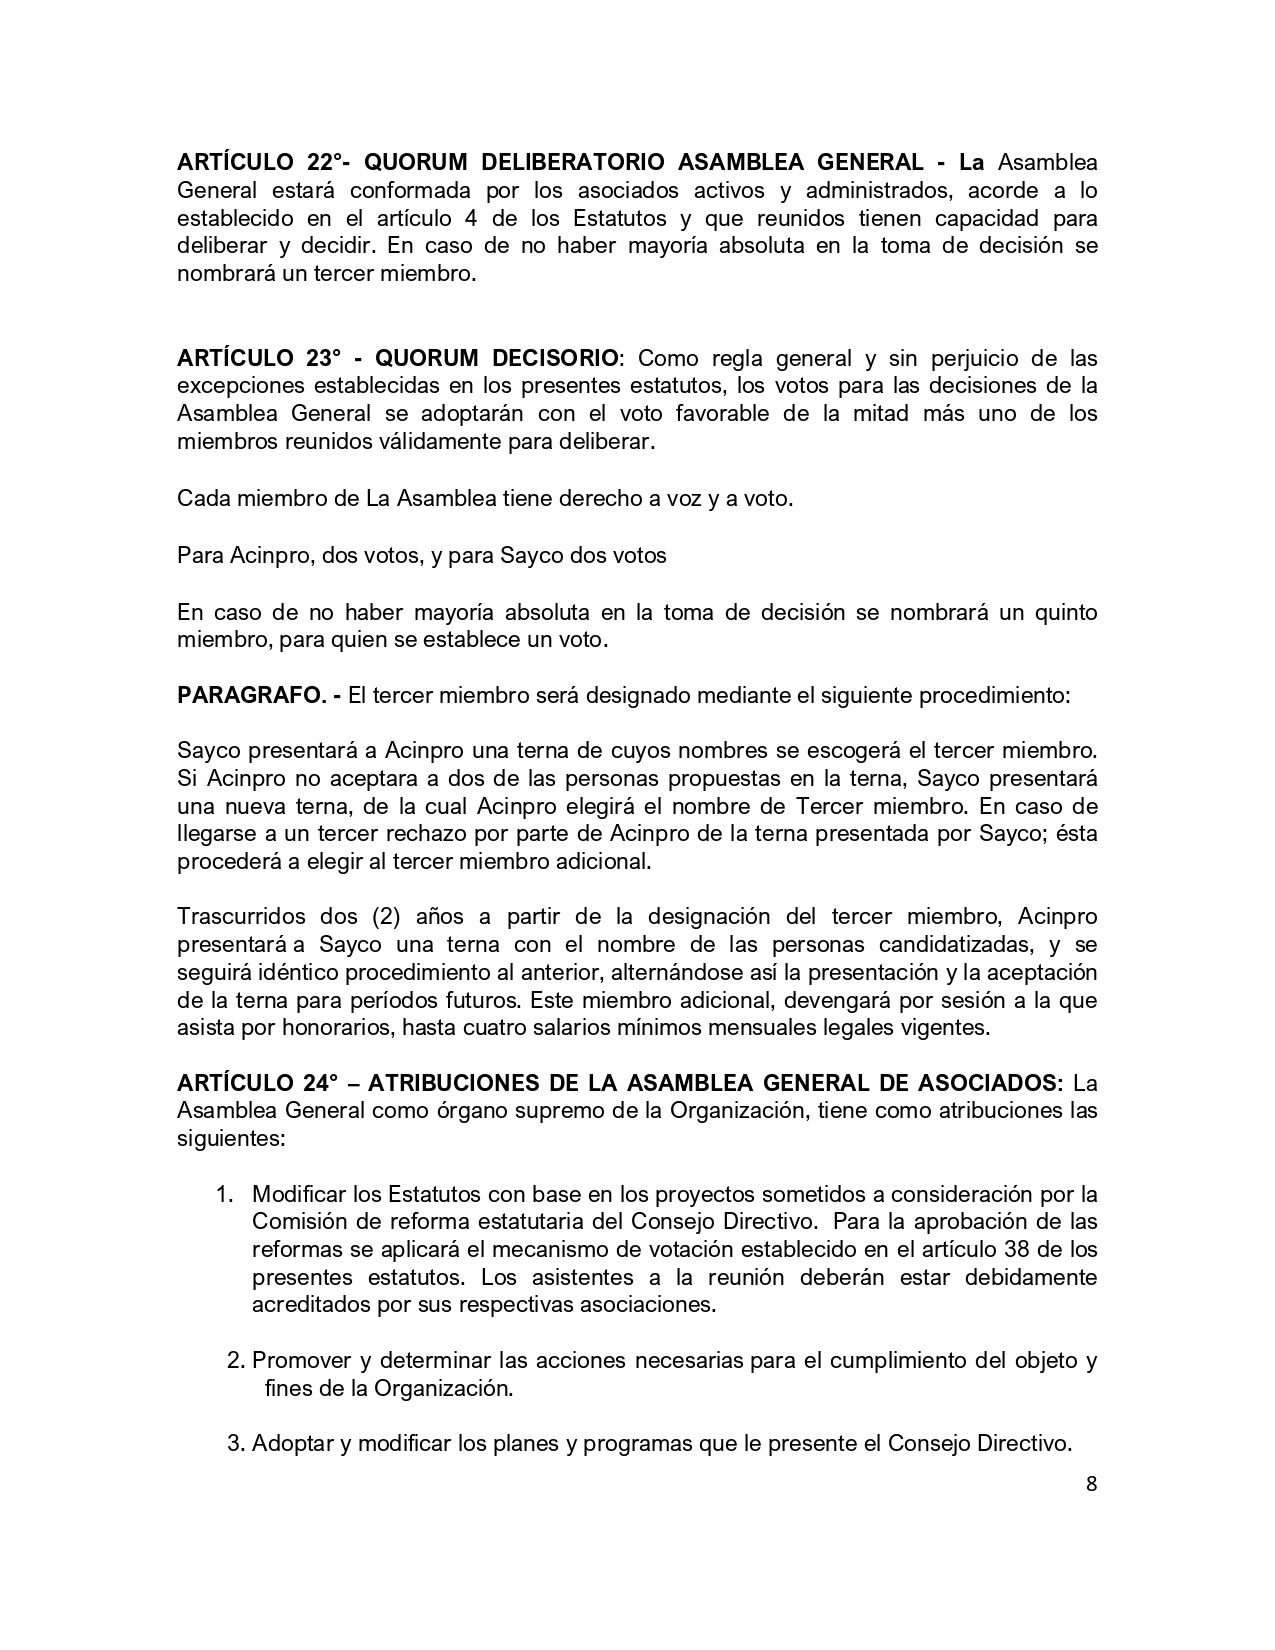 ARTÍCULO 22°- QUORUM DELIBERATORIO ASAMBLEA GENERAL - La Asamblea
General estará conformada por los asociados activos y administrados, acorde a lo
establecido en el artículo 4 de los Estatutos y que reunidos tienen capacidad para
deliberar y decidir. En caso de no haber mayoría absoluta en la toma de decisión se
nombrará un tercer miembro.
ARTÍCULO 23° - QUORUM DECISORIO: Como regla general y sin perjuicio de las
excepciones establecidas en los presentes estatutos, los votos para las decisiones de la
Asamblea General se adoptarán con el voto favorable de la mitad más uno de los
miembros reunidos válidamente para deliberar.
Cada miembro de La Asamblea tiene derecho a voz y a voto.
Para Acinpro, dos votos, y para Sayco dos votos
En caso de no haber mayoría absoluta en la toma de decisión se nombrará un quinto
miembro, para quien se establece un voto.
PARAGRAFO. - El tercer miembro será designado mediante el siguiente procedimiento:
Sayco presentará a Acinpro una terna de cuyos nombres se escogerá el tercer miembro.
Si Acinpro no aceptara a dos de las personas propuestas en la terna, Sayco presentará
una nueva terna, de la cual Acinpro elegirá el nombre de Tercer miembro. En caso de
llegarse a un tercer rechazo por parte de Acinpro de la terna presentada por Sayco; ésta
procederá a elegir al tercer miembro adicional.
Trascurridos dos (2) años a partir de la designación del tercer miembro, Acinpro
presentará a Sayco una terna con el nombre de las personas candidatizadas, y se
seguirá idéntico procedimiento al anterior, alternándose así la presentación y la aceptación
de la terna para períodos futuros. Este miembro adicional, devengará por sesión a la que
asista por honorarios, hasta cuatro salarios mínimos mensuales legales vigentes.
ARTÍCULO 24° – ATRIBUCIONES DE LA ASAMBLEA GENERAL DE ASOCIADOS: La
Asamblea General como órgano supremo de la Organización, tiene como atribuciones las
siguientes:
1. Modificar los Estatutos con base en los proyectos sometidos a consideración por la
Comisión de reforma estatutaria del Consejo Directivo. Para la aprobación de las
reformas se aplicará el mecanismo de votación establecido en el artículo 38 de los
presentes estatutos. Los asistentes a la reunión deberán estar debidamente
acreditados por sus respectivas asociaciones.
2. Promover y determinar las acciones necesarias para el cumplimiento del objeto y
fines de la Organización.
3. Adoptar y modificar los planes y programas que le presente el Consejo Directivo.
8